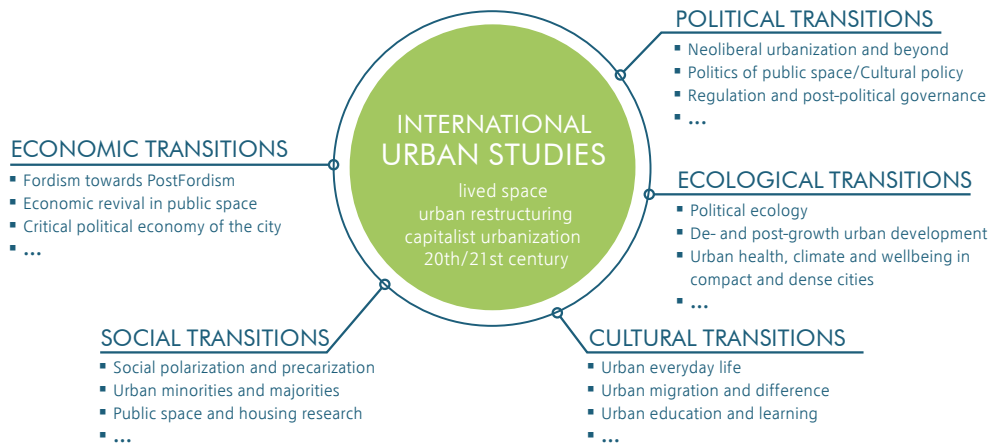 INTERNATIONAL
URBAN STUDIES
lived space
urban restructuring
capitalist urbanization
20th/21st century
POLITICAL TRANSITIONS
▪ Neoliberal urbanization and beyond
▪ Politics of public space/Cultural policy
▪ Regulation and post-political governance
▪ ...
ECONOMIC TRANSITIONS
▪ Fordism towards PostFordism
▪ Economic revival in public space
▪ Critical political economy of the city
▪ ...
ECOLOGICAL TRANSITIONS
▪ Political ecology
▪ De- and post-growth urban development
▪ Urban health, climate and wellbeing in
compact and dense cities
▪ ...
SOCIAL TRANSITIONS
▪ Social polarization and precarization
▪ Urban minorities and majorities
▪ Public space and housing research
▪ ...
CULTURAL TRANSITIONS
▪ Urban everyday life
▪ Urban migration and difference
▪ Urban education and learning
▪ ...